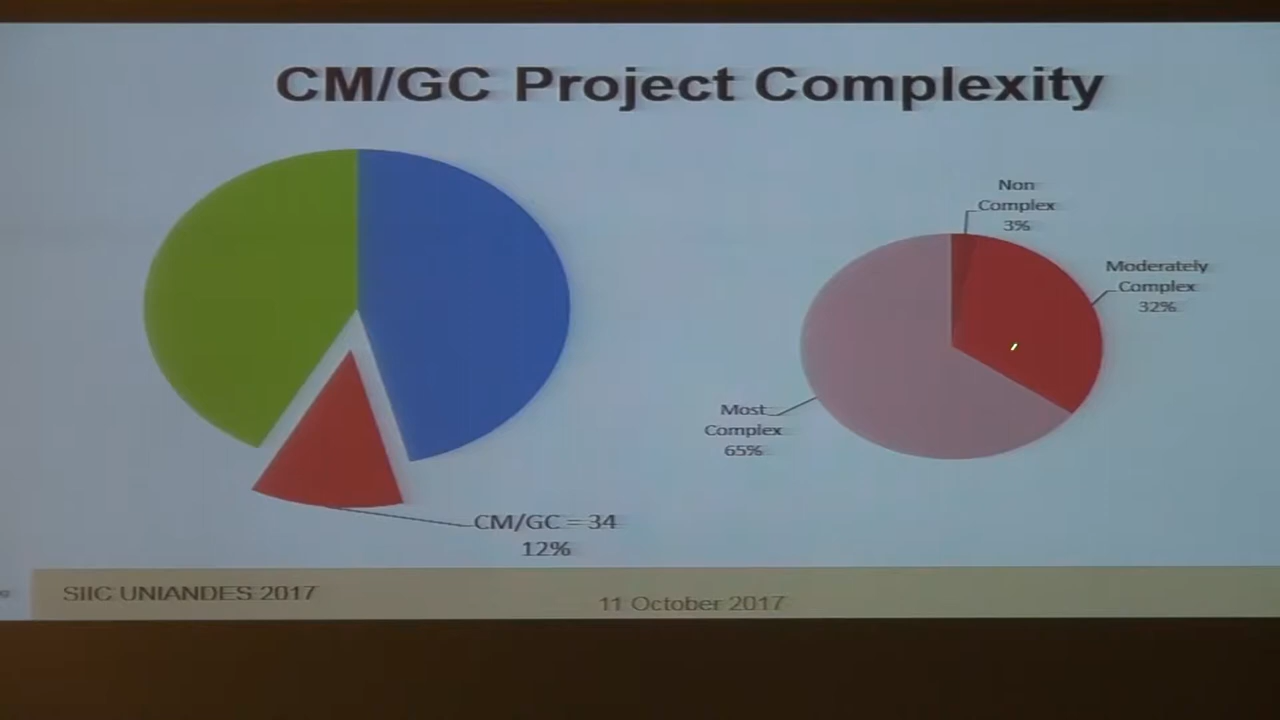 CM/GC Project Complexity
Non
Complex
3%
Moderately
Complex
32%
Most
Complex
65%
CM/GC = 34
12%
SIIC UNIANDES 2017
11 October 2017